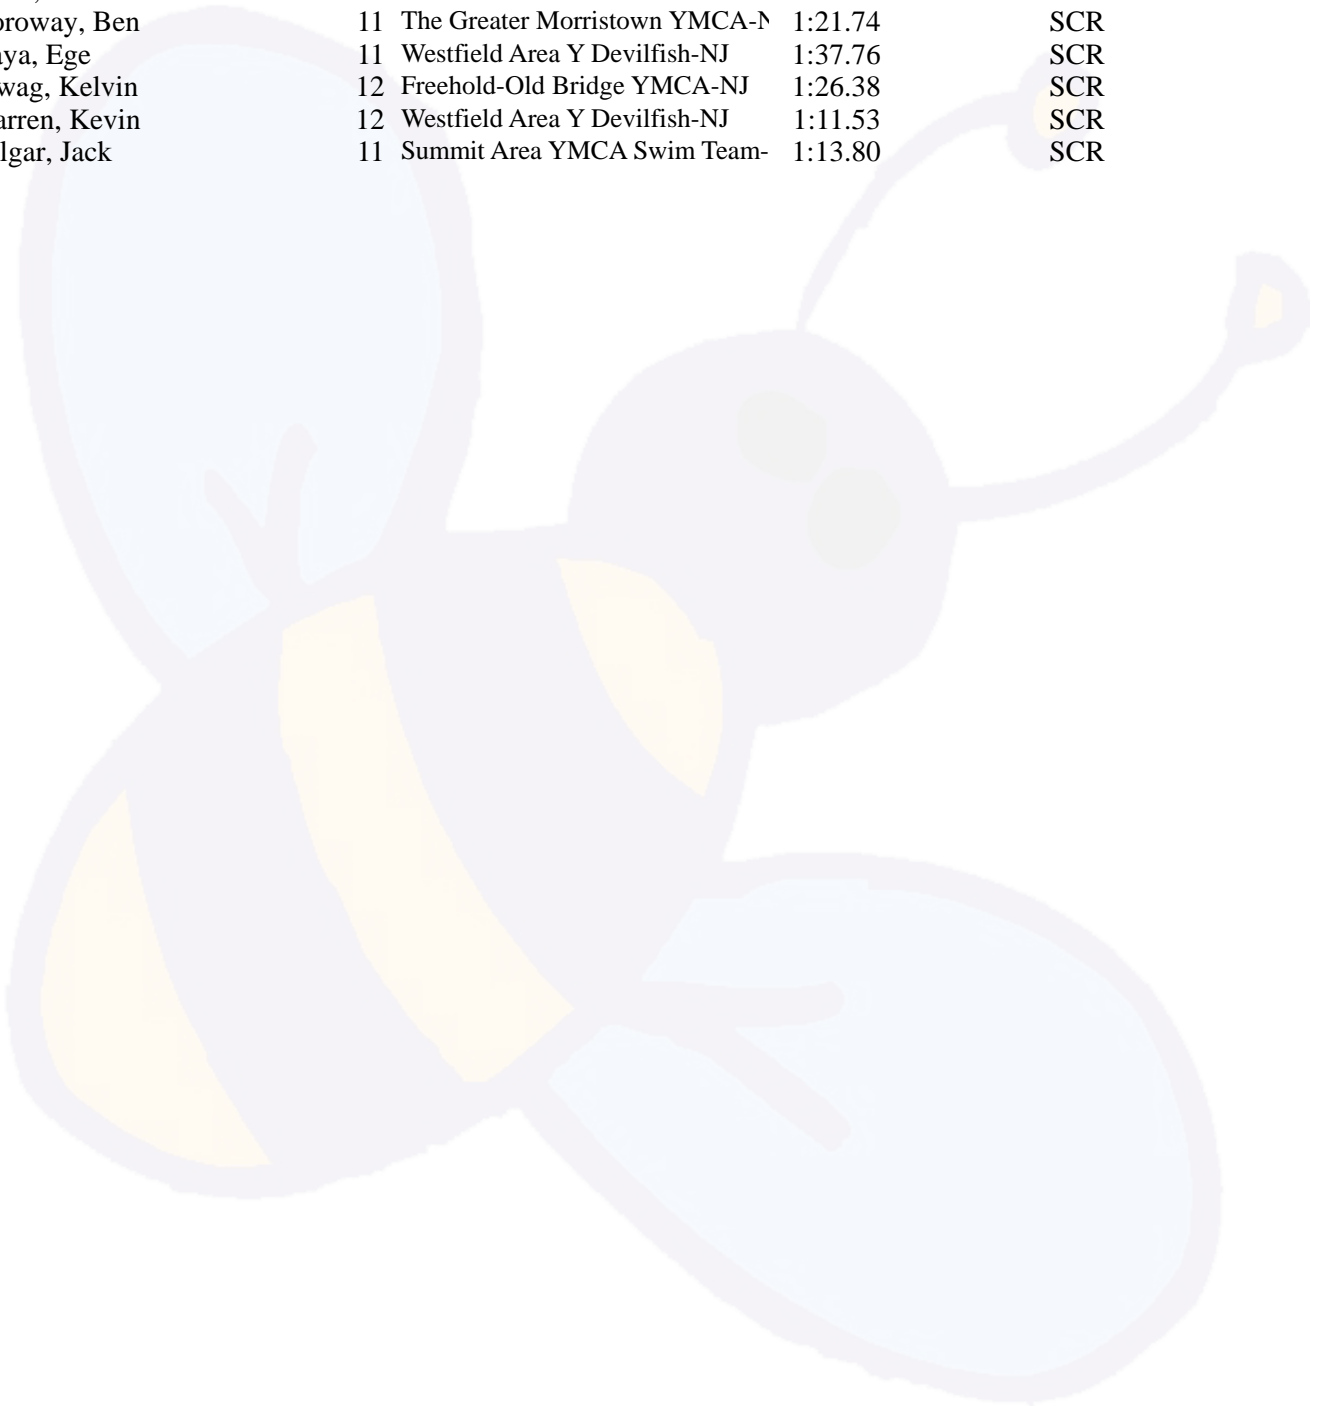 oroway, Ben 11 The Greater Morristown YMCA-N 1:21.74 SCR
aya, Ege 11 Westfield Area Y Devilfish-NJ 1:37.76 SCR
wag, Kelvin 12 Freehold-Old Bridge YMCA-NJ 1:26.38 SCR
arren, Kevin 12 Westfield Area Y Devilfish-NJ 1:11.53 SCR
lgar, Jack 11 Summit Area YMCA Swim Team- 1:13.80 SCR